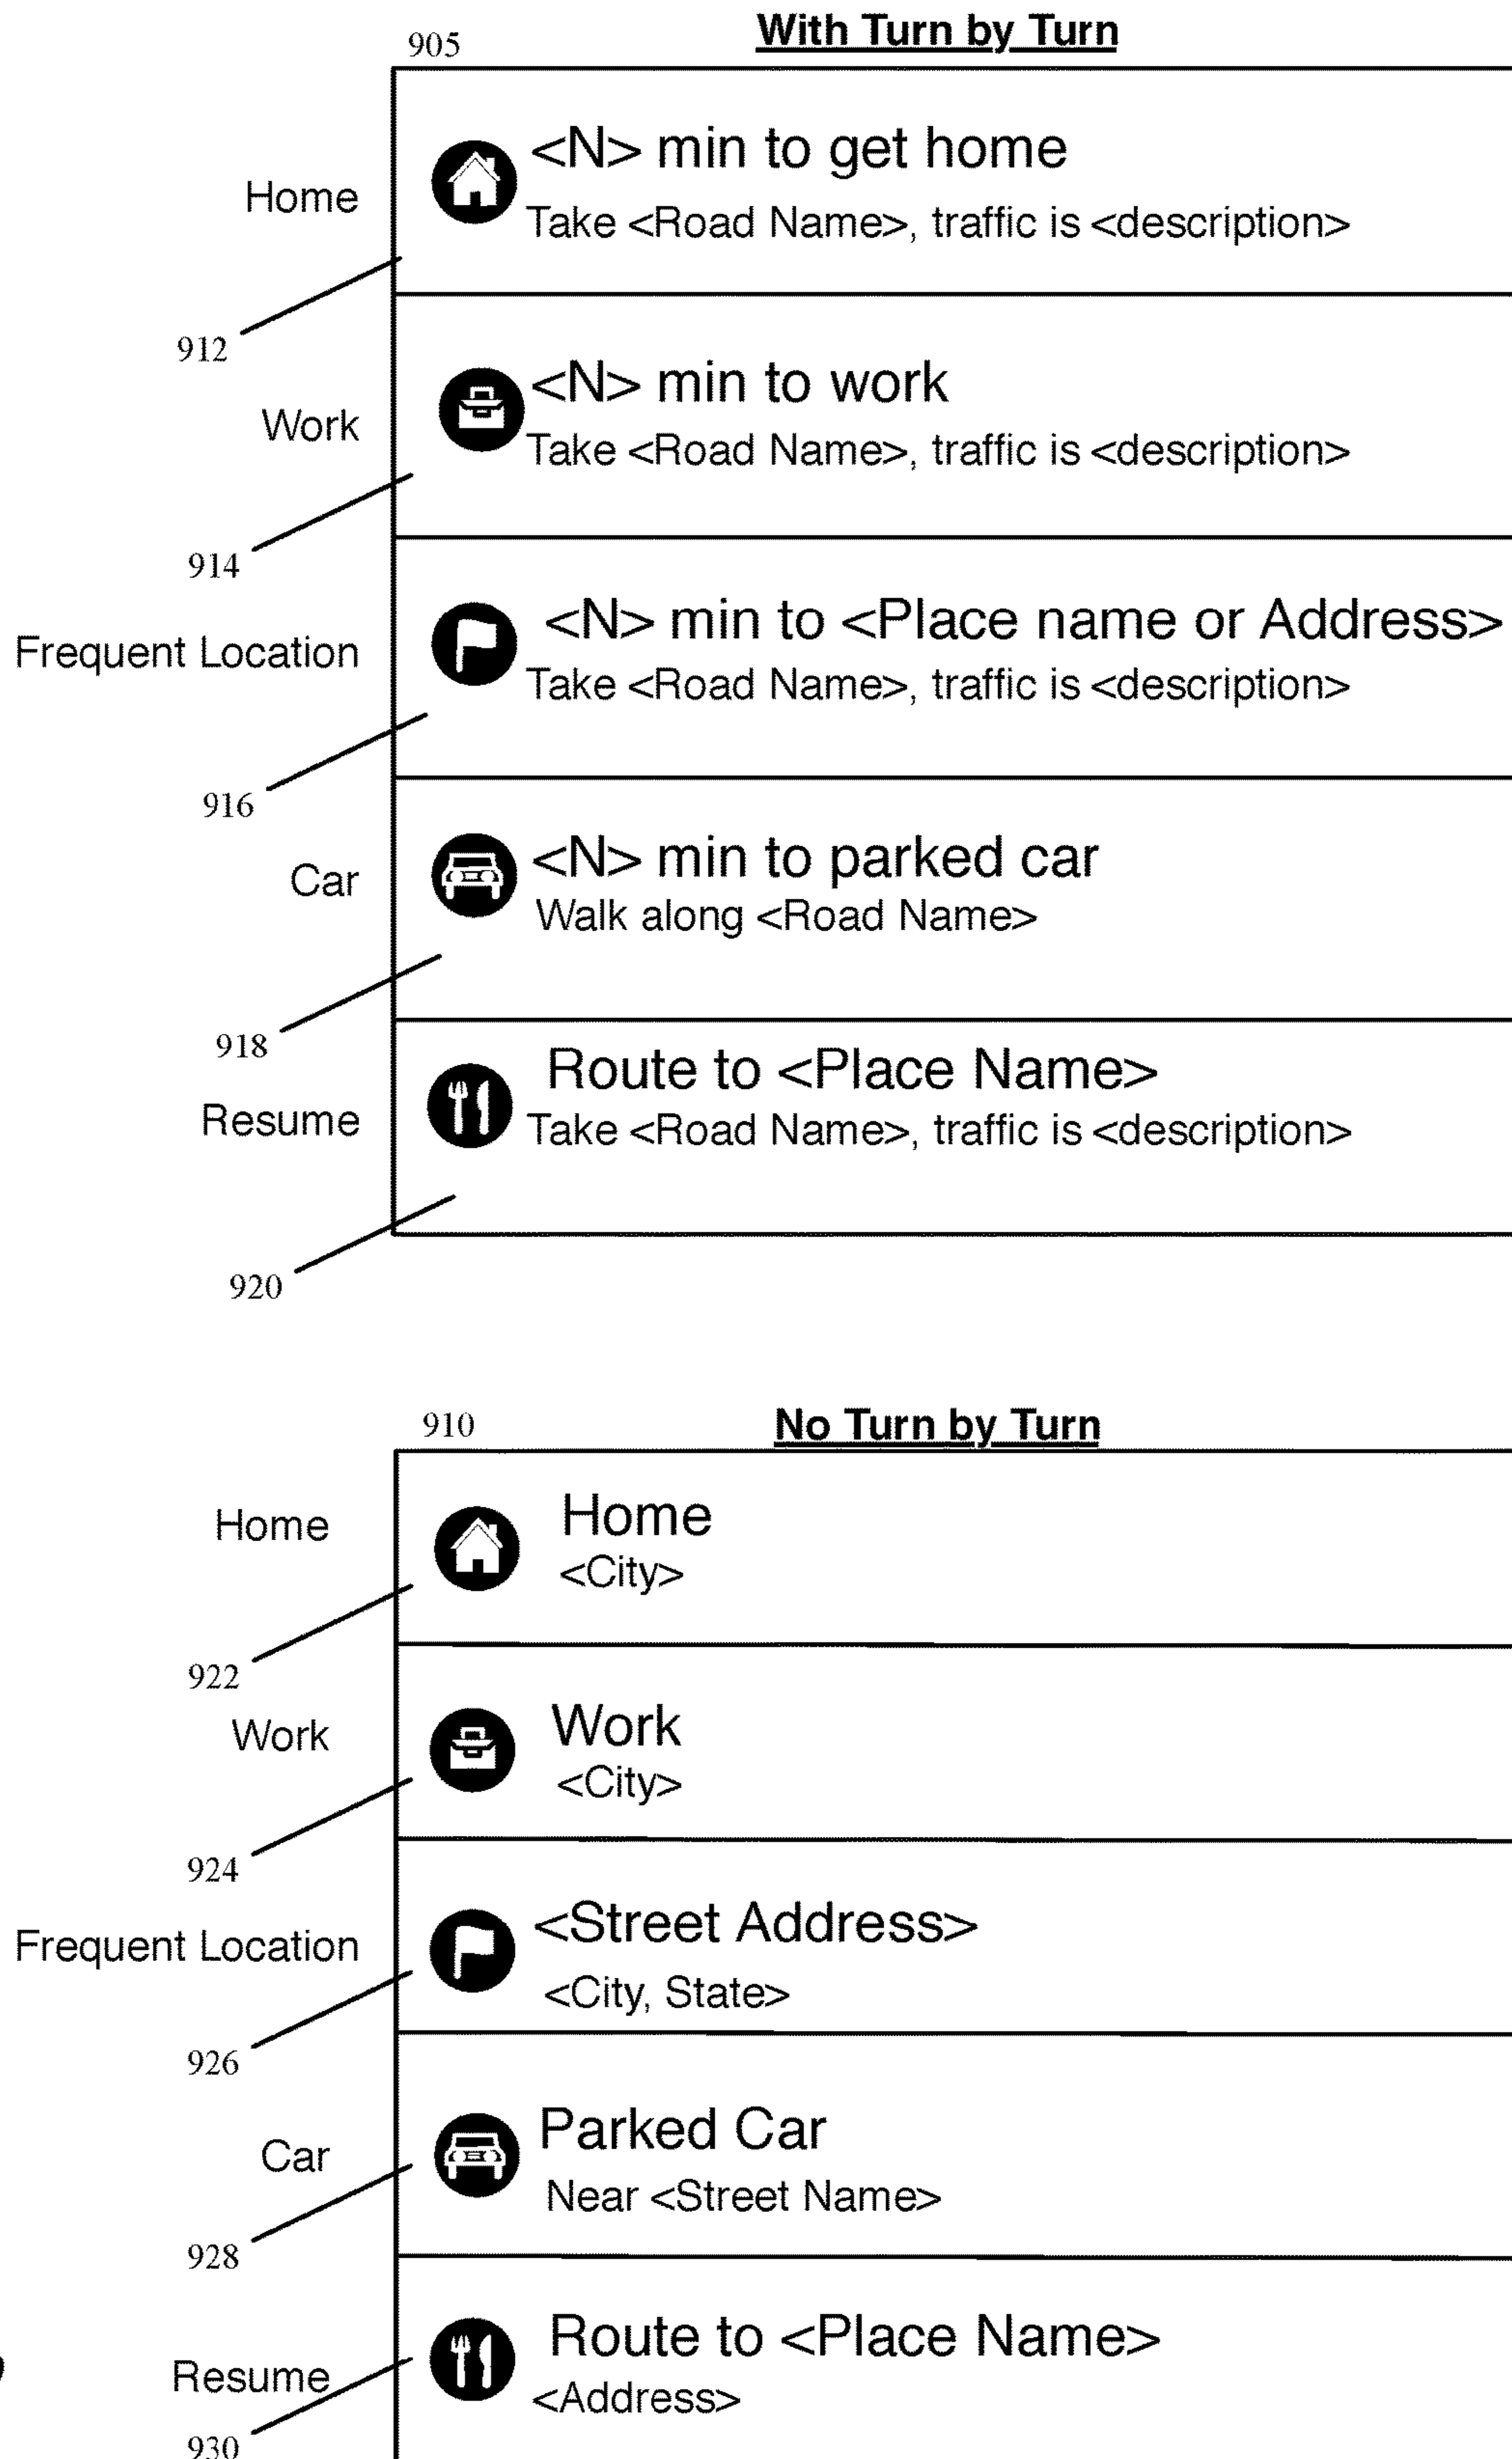 905
With Turn by Turn
Home
<N> min to get home
Take <Road Name>, traffic is <description>
912
Work
<N> min to work
Take <Road Name>, traffic is <description>
914
Frequent Location
<N> min to <Place name or Address>
Take <Road Name>, traffic is <description>
916
Car
<N> min to parked car
Walk along <Road Name>
918
Resume
Route to <Place Name>
Take <Road Name>, traffic is <description>
920
910
No Turn by Turn
Home
Home
<City>
922
Work
Work
<City>
924
Frequent Location
<Street Address>
<City, State>
926
Car
Parked Car
Near <Street Name>
928
Resume
Route to <Place Name>
<Address>
930